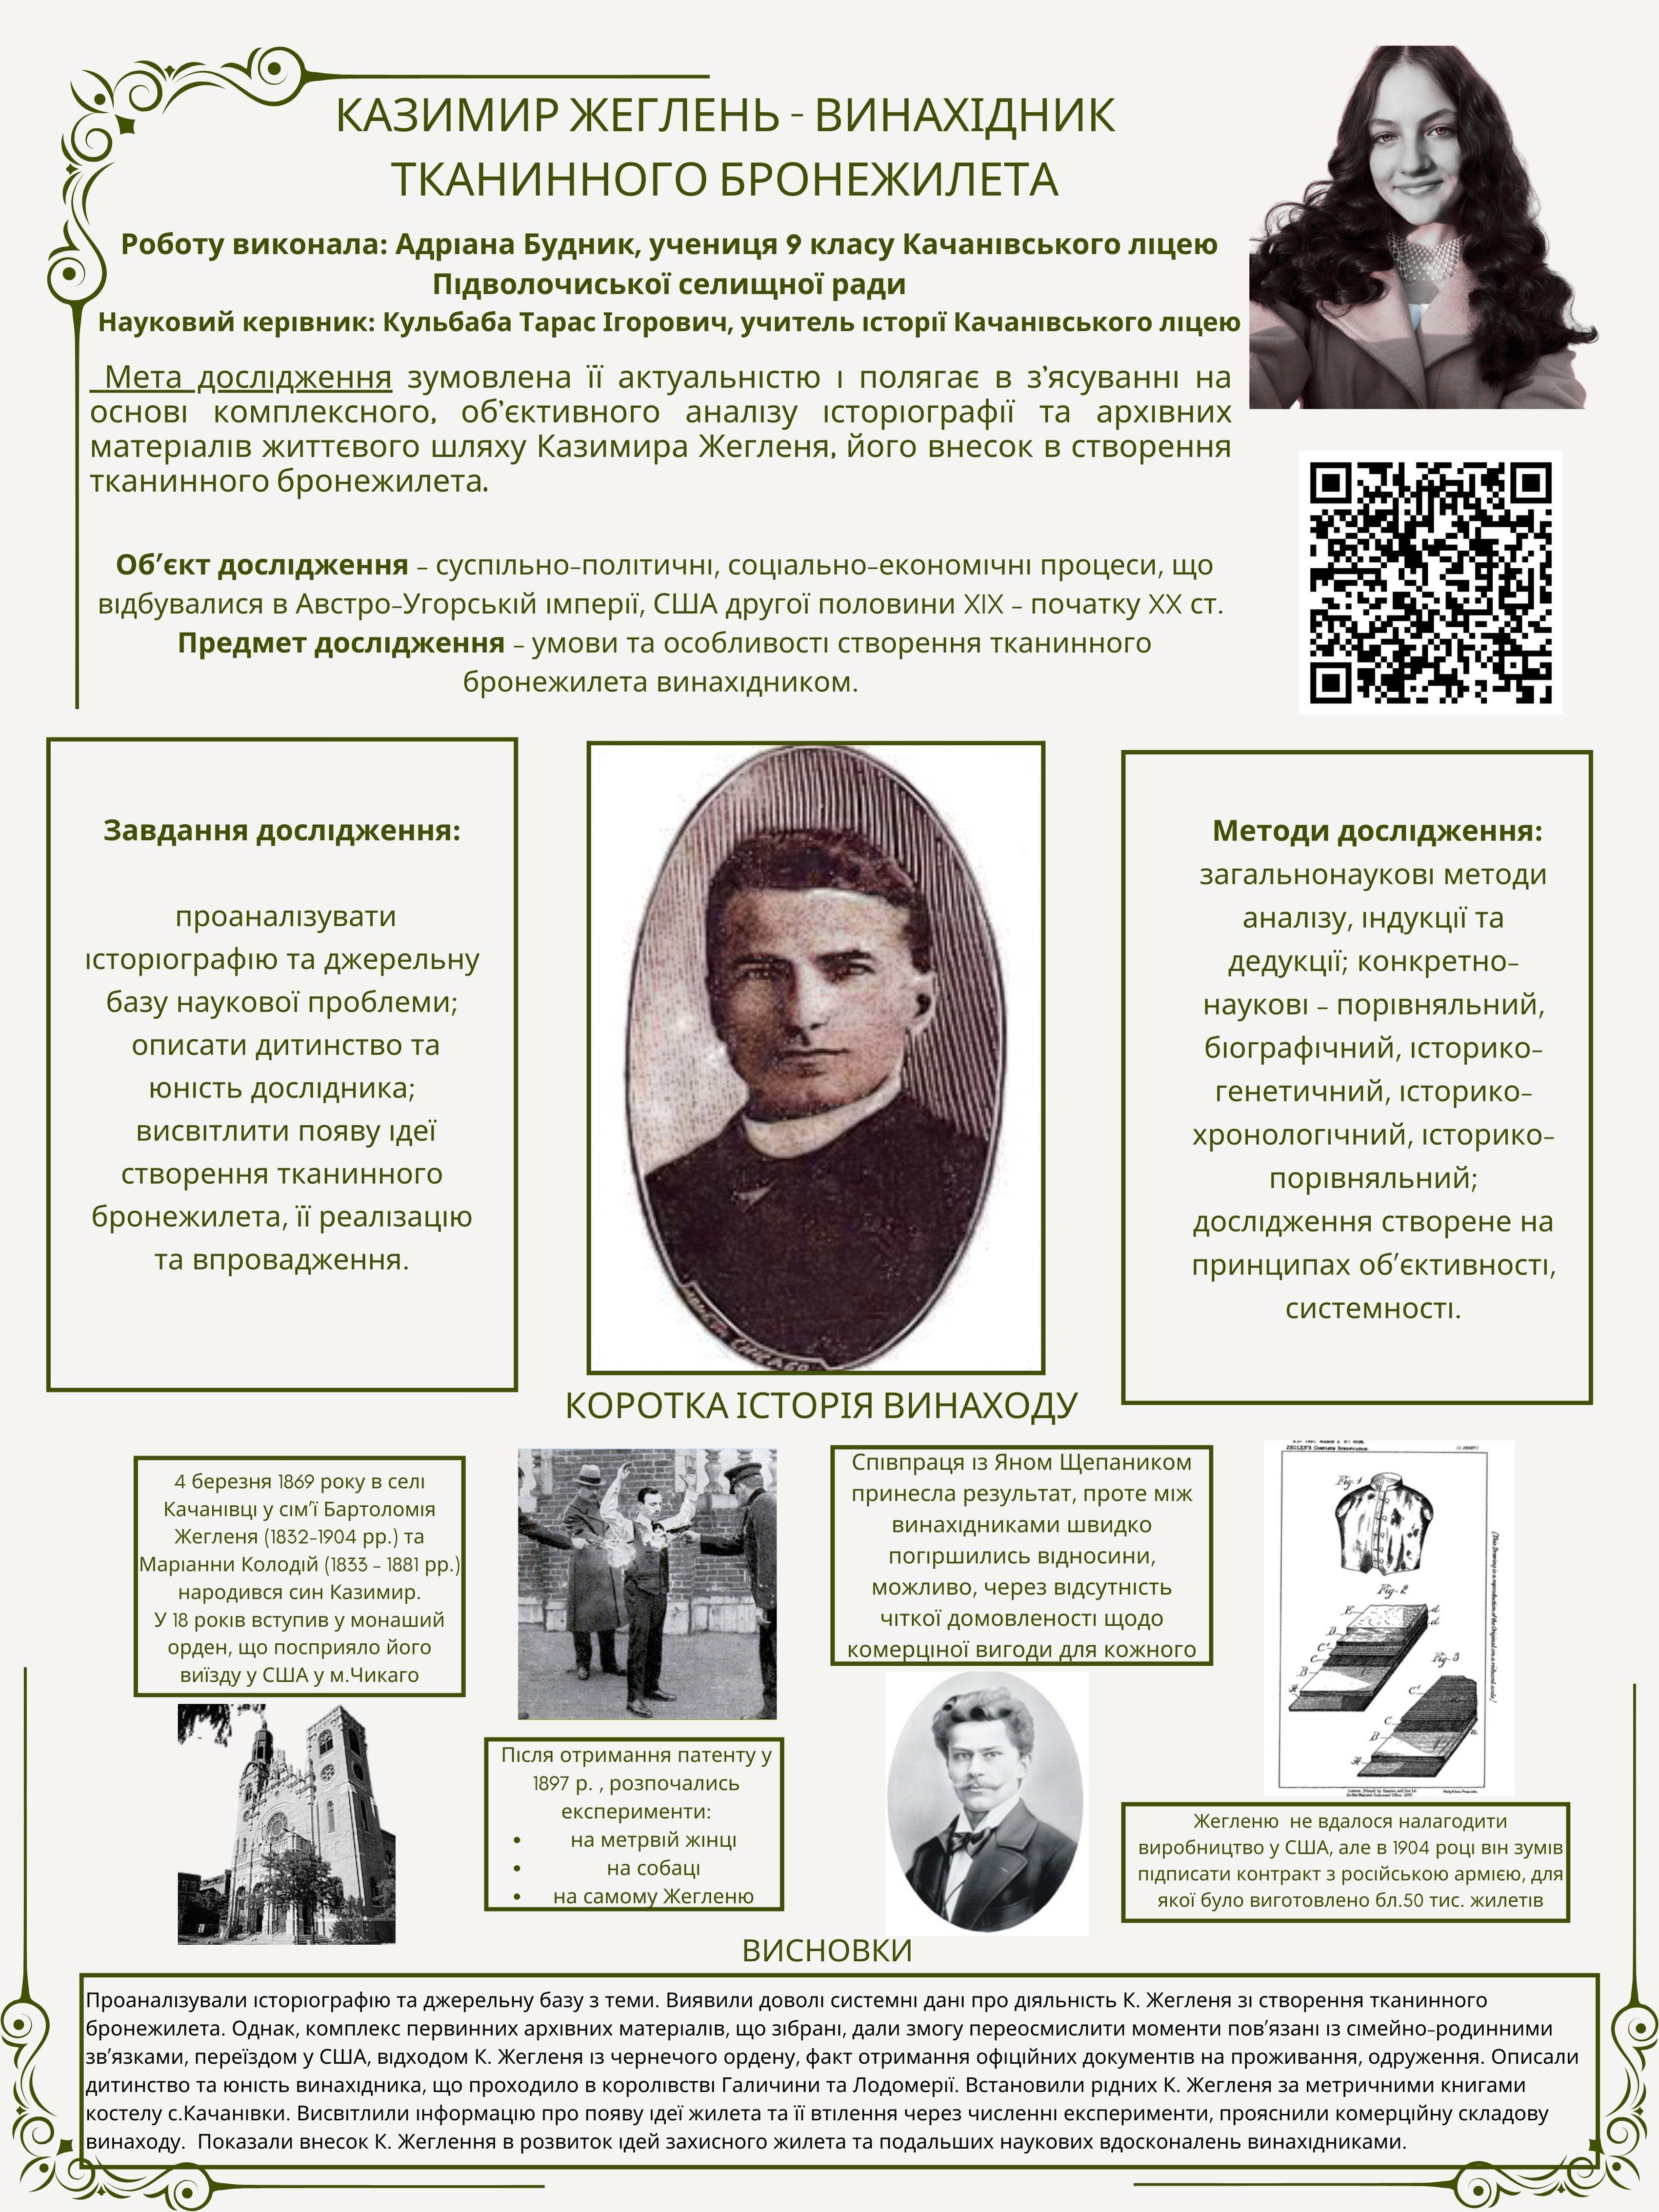 КАЗИМИР ЖЕГЛЕНЬ - ВИНАХІДНИК
ТКАНИННОГО БРОНЕЖИЛЕТА
Роботу виконала: Адріана Будник, учениця 9 класу Качанівського ліцею
Підволочиської селищної ради
Науковий керівник: Кульбаба Тарас Ігорович, учитель історії Качанівського ліцею
Мета дослідження зумовлена її актуальністю і полягає в з’ясуванні на
основі комплексного, об’єктивного аналізу історіографії та архівних
матеріалів життєвого шляху Казимира Жегленя, його внесок в створення
тканинного бронежилета.
Об’єкт дослідження – суспільно-політичні, соціально-економічні процеси, що
відбувалися в Австро-Угорській імперії, США другої половини XIX – початку XX ст.
Предмет дослідження – умови та особливості створення тканинного
бронежилета винахідником.
Завдання дослідження:
проаналізувати
історіографію та джерельну
базу наукової проблеми;
описати дитинство та
юність дослідника;
висвітлити появу ідеї
створення тканинного
бронежилета, її реалізацію
та впровадження.
Методи дослідження:
загальнонаукові методи
аналізу, індукції та
дедукції; конкретно-
наукові – порівняльний,
біографічний, історико-
генетичний, історико-
хронологічний, історико-
порівняльний;
дослідження створене на
принципах об’єктивності,
системності.
КОРОТКА ІСТОРІЯ ВИНАХОДУ
4 березня 1869 року в селі
Качанівці у сім’ї Бартоломія
Жегленя (1832-1904 рр.) та
Маріанни Колодій (1833 - 1881 рр.)
народився син Казимир.
У 18 років вступив у монаший
орден, що посприяло його
виїзду у США у м.Чикаго
Після отримання патенту у
1897 р. , розпочались
експерименти:
• на метрвій жінці
• на собаці
• на самому Жегленю
Співпраця із Яном Щепаником
принесла результат, проте між
винахідниками швидко
погіршились відносини,
можливо, через відсутність
чіткої домовленості щодо
комерціної вигоди для кожного
ZEGLEN'S Complete Specification.
(1 SHEET)
Fig. 1
Fig. 2
E
D
C'
C
B
A
d
d
Fig. 3
C'
C
B
A
a
Жегленю не вдалося налагодити
виробництво у США, але в 1904 році він зумів
підписати контракт з російською армією, для
якої було виготовлено бл.50 тис. жилетів
ВИСНОВКИ
Проаналізували історіографію та джерельну базу з теми. Виявили доволі системні дані про діяльність К. Жегленя зі створення тканинного
бронежилета. Однак, комплекс первинних архівних матеріалів, що зібрані, дали змогу переосмислити моменти пов’язані із сімейно-родинними
зв’язками, переїздом у США, відходом К. Жегленя із чернечого ордену, факт отримання офіційних документів на проживання, одруження. Описали
дитинство та юність винахідника, що проходило в королівстві Галичини та Лодомерії. Встановили рідних К. Жегленя за метричними книгами
костелу с.Качанівки. Висвітлили інформацію про появу ідеї жилета та її втілення через численні експерименти, прояснили комерційну складову
винаходу. Показали внесок К. Жеглення в розвиток ідей захисного жилета та подальших наукових вдосконалень винахідниками.